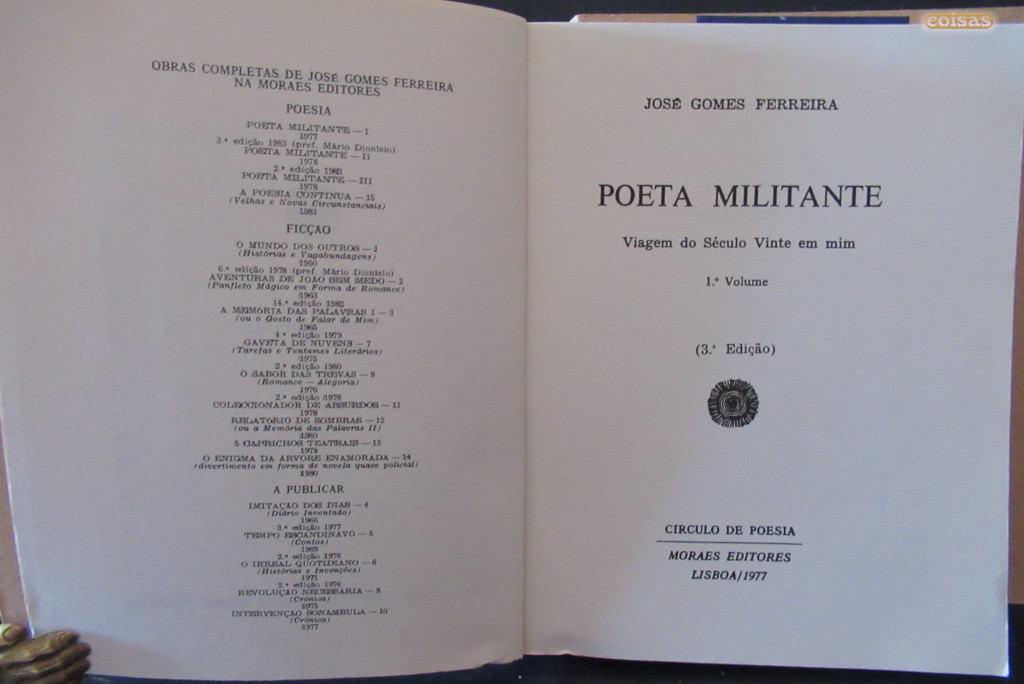 OBRAS COMPLETAS DE JOSÉ GOMES FERREIRA
NA MORAES EDITORES
POESIA
POETA MILITANTE — I
1977
3.ª edição 1983 (pref. Mário Dionísio)
POETA MILITANTE — II
1978
2.ª edição 1983
POETA MILITANTE — III
1978
A POESIA CONTINUA — 15
(Velhas e Novas Circunstanciais)
1981
FICÇÃO
O MUNDO DOS OUTROS — 1
(Histórias e Vagabundagens)
1950
6.ª edição 1978 (pref. Mário Dionísio)
AVENTURAS DE JOÃO SEM MEDO — 2
(Panfleto Mágico em Forma de Romance)
1963
14.ª edição 1982
A MEMÓRIA DAS PALAVRAS I — 3
(ou o Gosto de Falar de Mim)
1965
4.ª edição 1979
GAVETA DE NUVENS — 7
(Tarefas e Tentames Literários)
1975
2.ª edição 1980
O SABOR DAS TREVAS — 9
(Romance — Alegoria)
1976
2.ª edição 1978
COLECCIONADOR DE ABSURDOS — 11
1978
RELATÓRIO DE SOMBRAS — 12
(ou a Memória das Palavras II)
1980
5 CAPRICHOS TEATRAIS — 13
1978
O ENIGMA DA ÁRVORE ENAMORADA — 14
(divertimento em forma de novela quase policial)
1980
A PUBLICAR
IMITAÇÃO DOS DIAS — 4
(Diário Inventado)
1966
3.ª edição 1977
TEMPO ESCANDINAVO — 5
(Contos)
1969
2.ª edição 1976
O IRREAL QUOTIDIANO — 6
(Histórias e Invenções)
1971
2.ª edição 1976
REVOLUÇÃO NECESSÁRIA — 8
(Crónica)
1975
INTERVENÇÃO SONÂMBULA — 10
(Crónica)
1977
JOSÉ GOMES FERREIRA
POETA MILITANTE
Viagem do Século Vinte em mim
1.º Volume
(3.ª Edição)
CIRCULO DE POESIA
MORAES EDITORES
LISBOA/1977
coisas